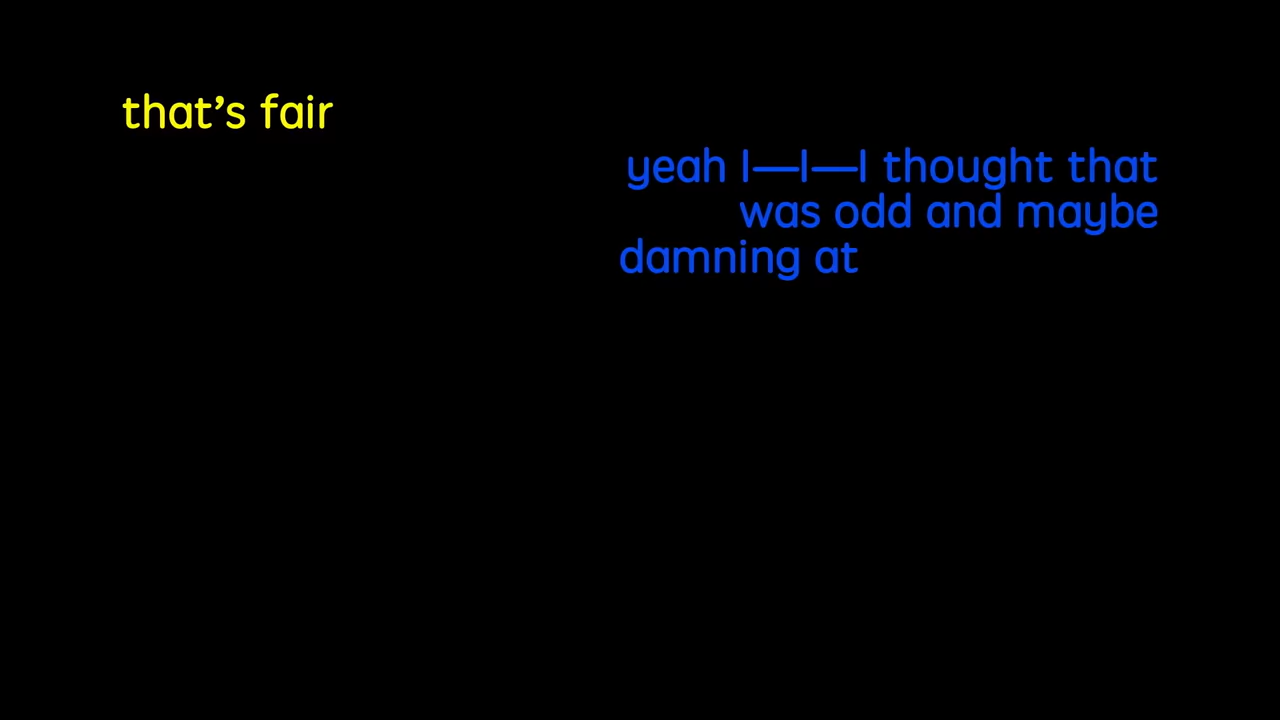 that’s fair
yeah I—I—I thought that
was odd and maybe
damning at